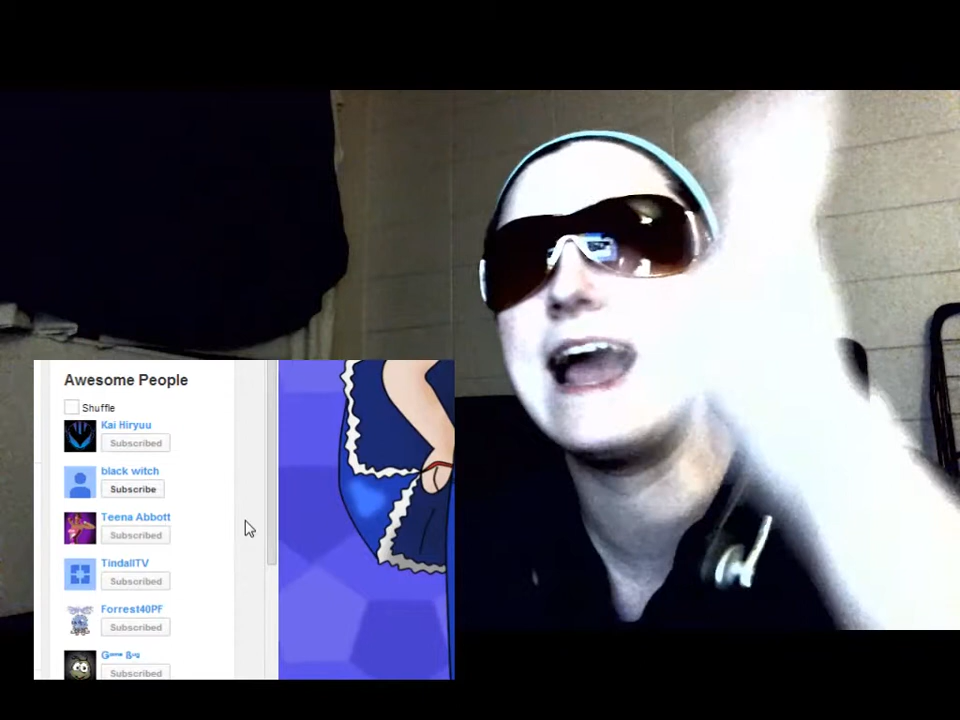 Awesome People
Shuffle
Kai Hiryuu
Subscribed
black witch
Subscribe
Teena Abbott
Subscribed
TindallTV
Subscribed
Forrest40PF
Subscribed
Subscribed